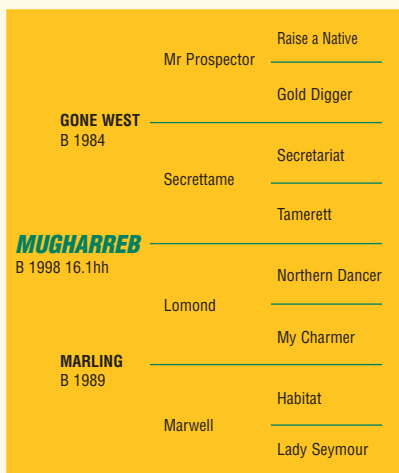 Raise a Native
Mr Prospector
Gold Digger
GONE WEST
B 1984
Secretariat
Secrettame
Tamerett
MUGHARREB
B 1998 16.1hh
Northern Dancer
Lomond
My Charmer
MARLING
B 1989
Habitat
Marwell
Lady Seymour